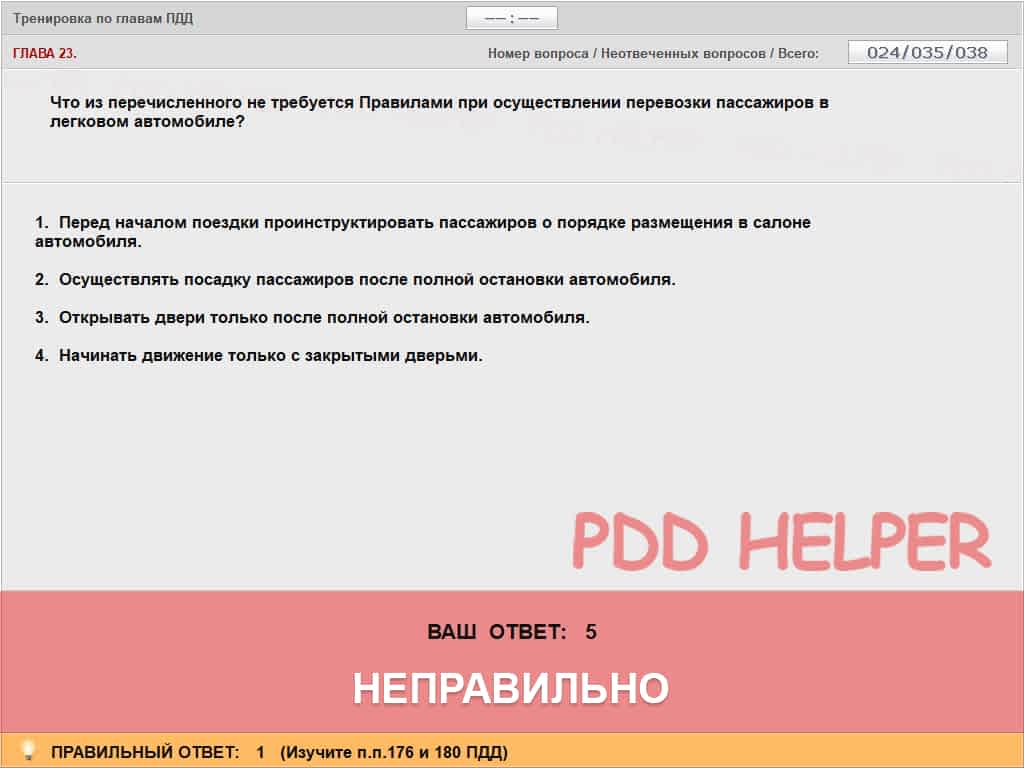 Тренировка по главам ПДД
—— : ——
ГЛАВА 23.
Номер вопроса / Неотвеченных вопросов / Всего:
024/035/038
Что из перечисленного не требуется Правилами при осуществлении перевозки пассажиров в
легковом автомобиле?
1. Перед началом поездки проинструктировать пассажиров о порядке размещения в салоне
автомобиля.
2. Осуществлять посадку пассажиров после полной остановки автомобиля.
3. Открывать двери только после полной остановки автомобиля.
4. Начинать движение только с закрытыми дверьми.
PDD HELPER
ВАШ ОТВЕТ: 5
НЕПРАВИЛЬНО
ПРАВИЛЬНЫЙ ОТВЕТ: 1 (Изучите п.п.176 и 180 ПДД)